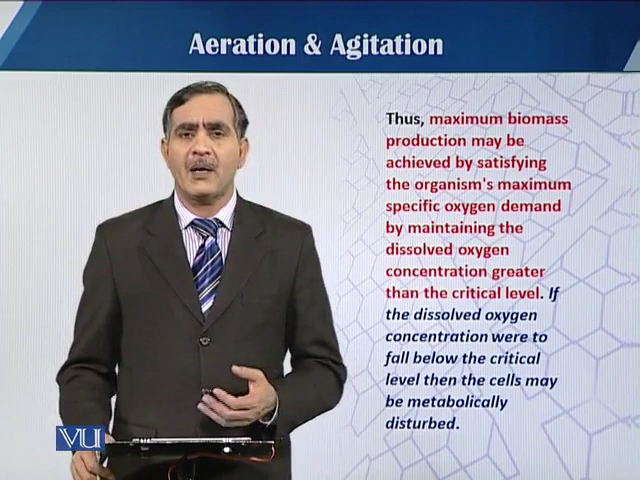 Aeration & Agitation
Thus, maximum biomass
production may be
achieved by satisfying
the organism's maximum
specific oxygen demand
by maintaining the
dissolved oxygen
concentration greater
than the critical level. If
the dissolved oxygen
concentration were to
fall below the critical
level then the cells may
be metabolically
disturbed.
VU